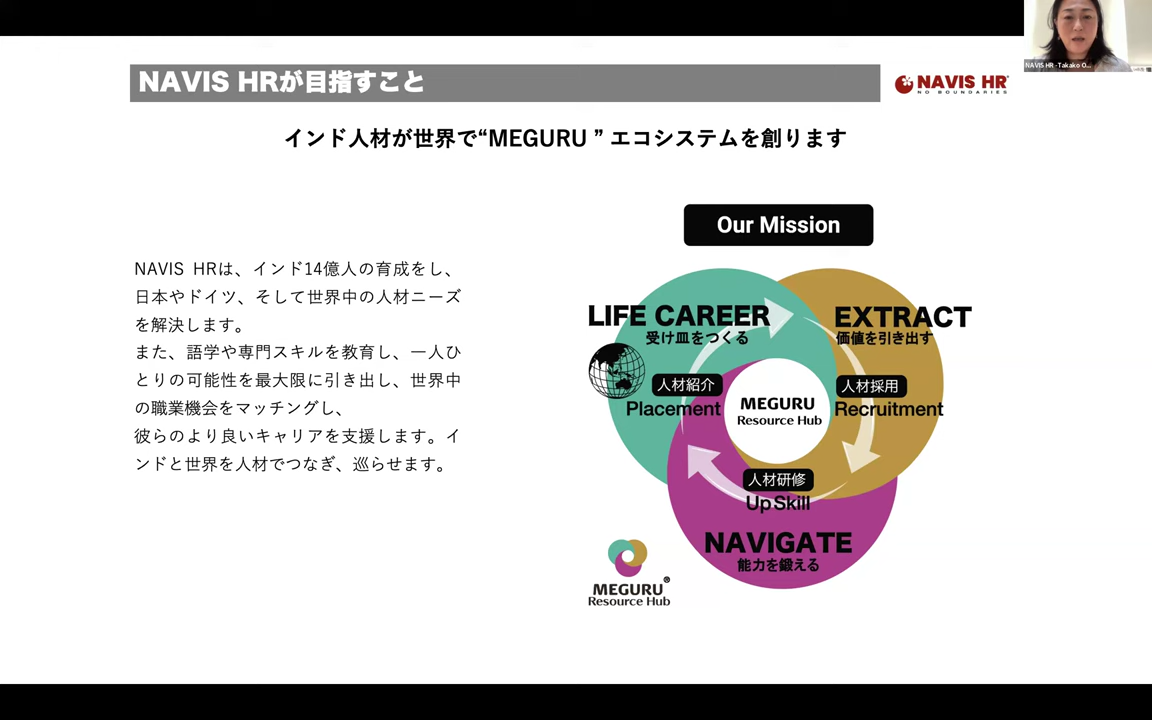 NAVIS HR -Takako O...
NAVIS HRが目指すこと
NAVIS HR
NO BOUNDARIES
インド人材が世界で“MEGURU ” エコシステムを創ります
NAVIS HRは、インド14億人の育成をし、
日本やドイツ、そして世界中の人材ニーズ
を解決します。
また、語学や専門スキルを教育し、一人ひ
とりの可能性を最大限に引き出し、世界中
の職業機会をマッチングし、
彼らのより良いキャリアを支援します。イ
ンドと世界を人材でつなぎ、巡らせます。
Our Mission
LIFE CAREER
受け皿をつくる
人材紹介
Placement
EXTRACT
価値を引き出す
人材採用
Recruitment
MEGURU
Resource Hub
人材研修
Up Skill
NAVIGATE
能力を鍛える
MEGURU®
Resource Hub